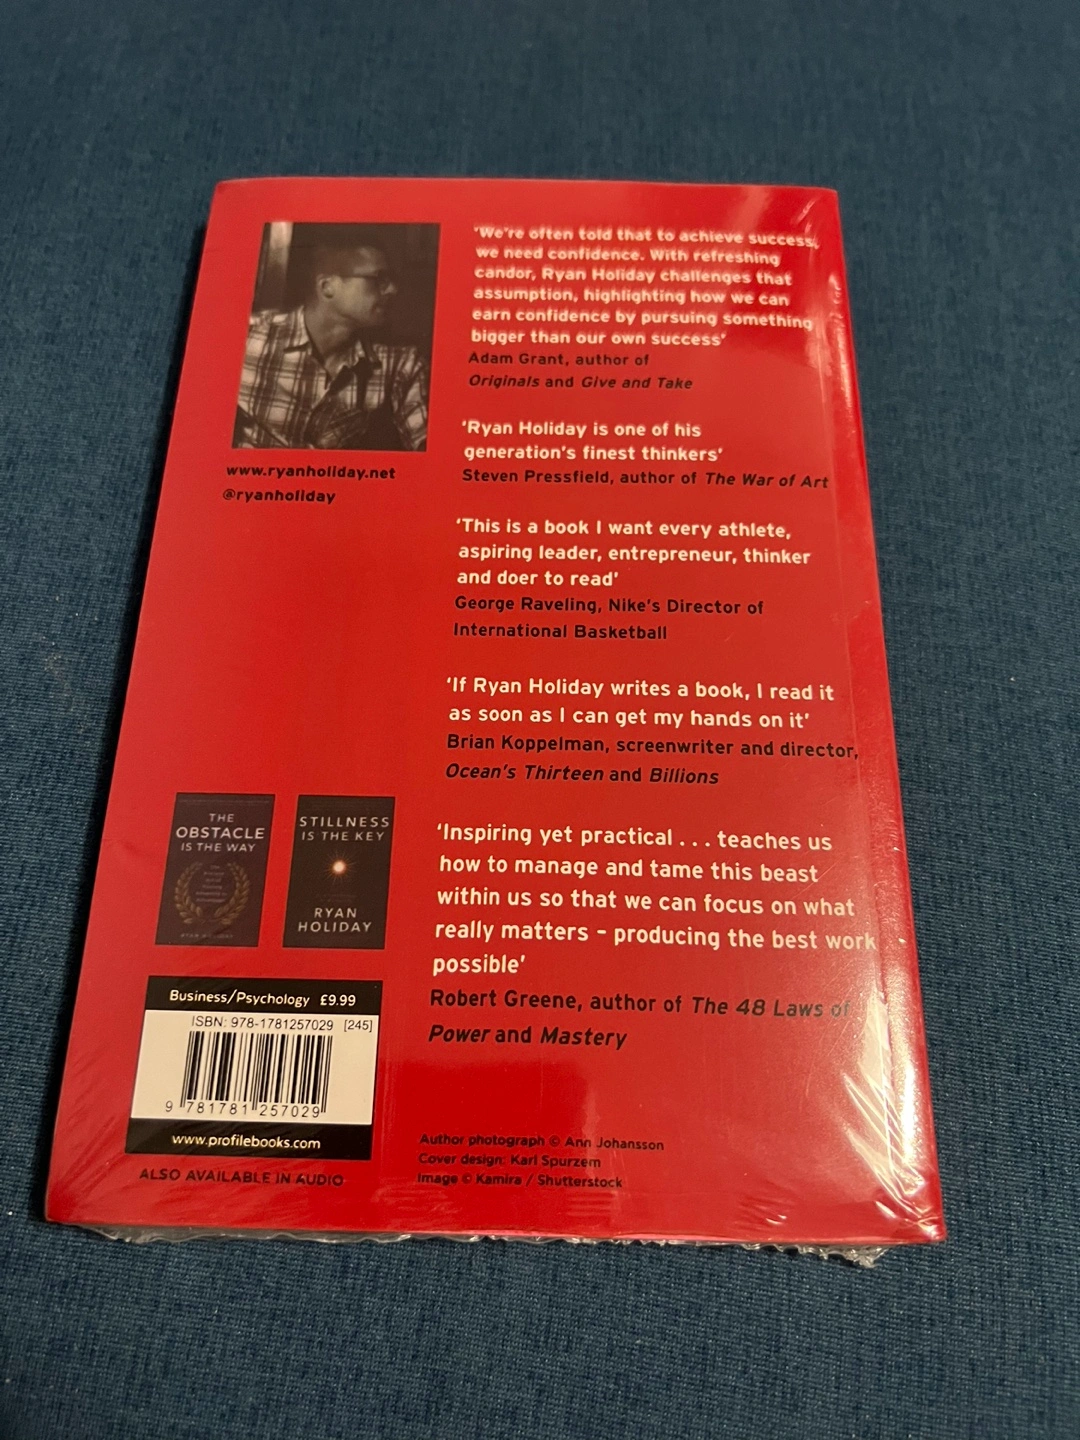 'We're often told that to achieve success,
we need confidence. With refreshing
candor, Ryan Holiday challenges that
assumption, highlighting how we can
earn confidence by pursuing something
bigger than our own success'
Adam Grant, author of
Originals and Give and Take
'Ryan Holiday is one of his
generation's finest thinkers'
Steven Pressfield, author of The War of Art
'This is a book I want every athlete,
aspiring leader, entrepreneur, thinker
and doer to read'
George Raveling, Nike's Director of
International Basketball
'If Ryan Holiday writes a book, I read it
as soon as I can get my hands on it'
Brian Koppelman, screenwriter and director,
Ocean's Thirteen and Billions
'Inspiring yet practical . . . teaches us
how to manage and tame this beast
within us so that we can focus on what
really matters – producing the best work
possible'
Robert Greene, author of The 48 Laws of
Power and Mastery
www.ryanholiday.net
@ryanholiday
THE
OBSTACLE
IS THE WAY
RYAN HOLIDAY
STILLNESS
IS THE KEY
RYAN
HOLIDAY
Business/Psychology £9.99
ISBN: 978-1781257029 [245]
9 781781 257029
www.profilebooks.com
ALSO AVAILABLE IN AUDIO
Author photograph © Ann Johansson
Cover design: Karl Spurzem
Image © Kamira / Shutterstock